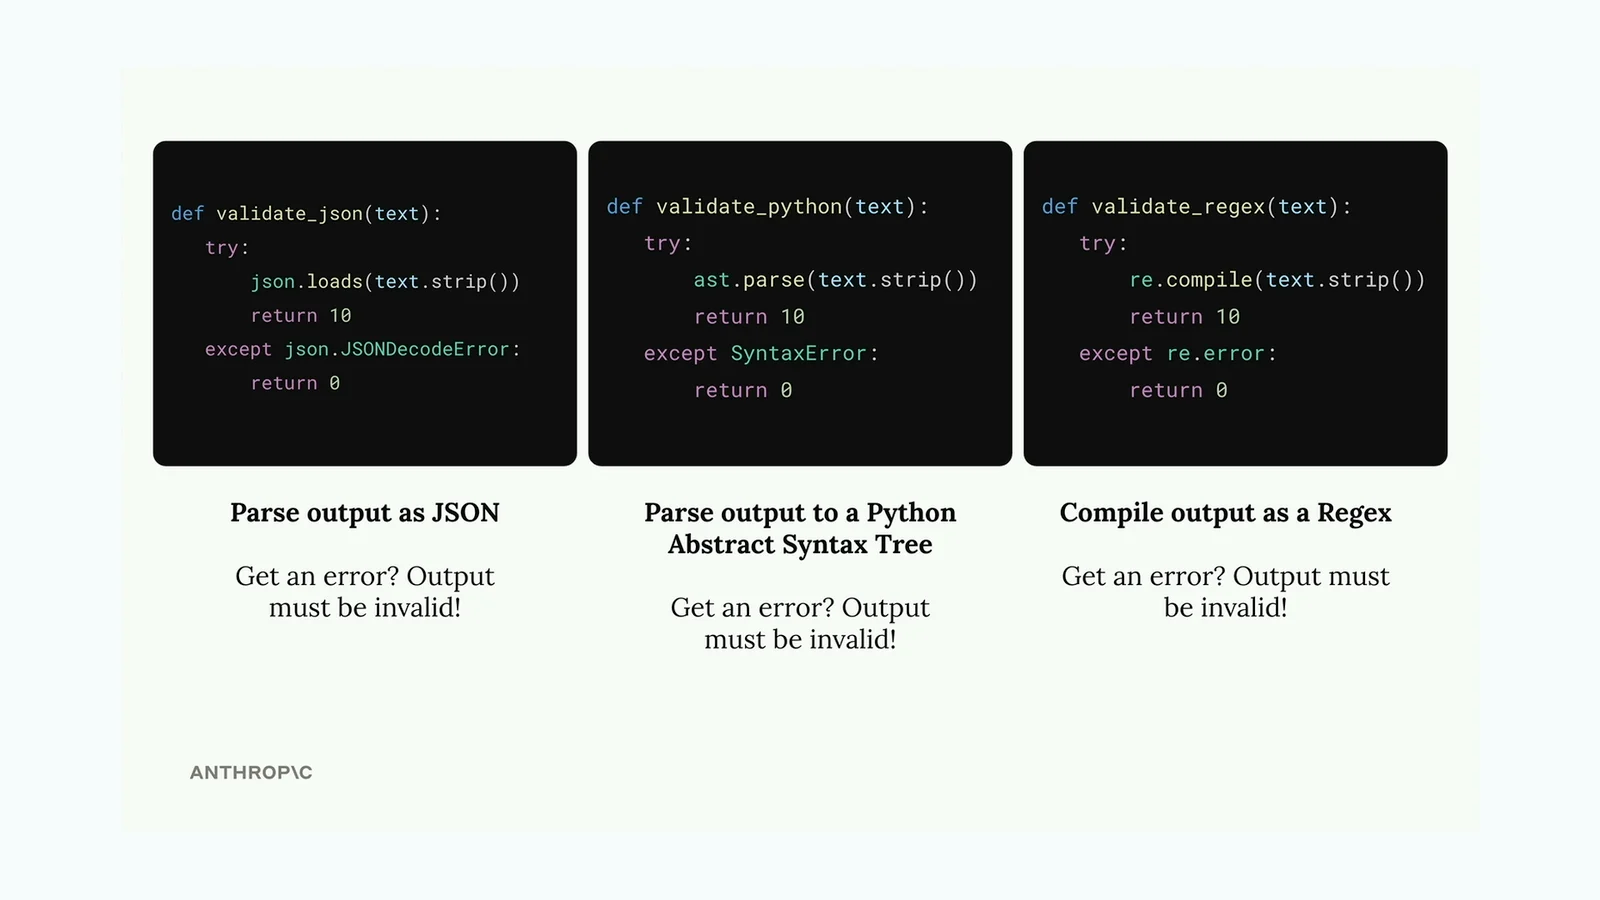 def validate_json(text):
try:
json.loads(text.strip())
return 10
except json.JSONDecodeError:
return 0
Parse output as JSON
Get an error? Output
must be invalid!
def validate_python(text):
try:
ast.parse(text.strip())
return 10
except SyntaxError:
return 0
Parse output to a Python
Abstract Syntax Tree
Get an error? Output
must be invalid!
def validate_regex(text):
try:
re.compile(text.strip())
return 10
except re.error:
return 0
Compile output as a Regex
Get an error? Output must
be invalid!
ANTHROP\C